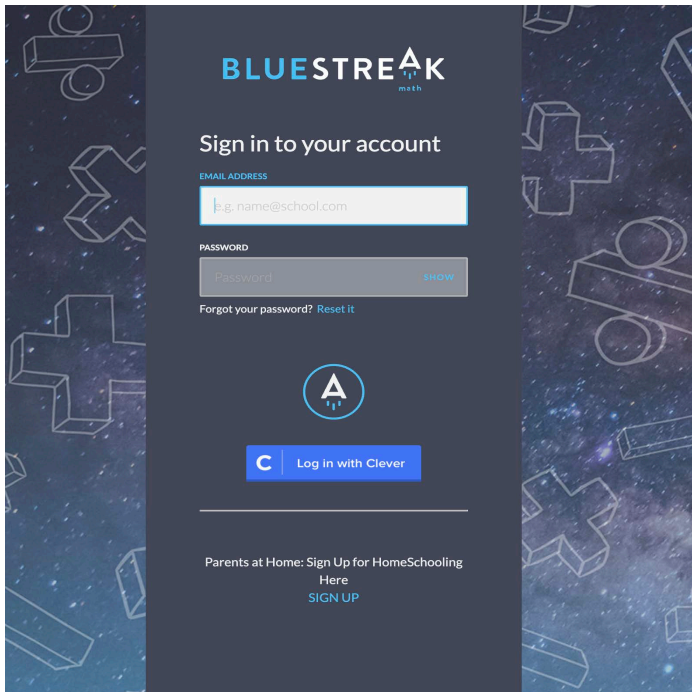 BLUESTREAK
math
Sign in to your account
EMAIL ADDRESS
e.g. name@school.com
PASSWORD
Password SHOW
Forgot your password? Reset it
A
C Log in with Clever
Parents at Home: Sign Up for HomeSchooling
Here
SIGN UP